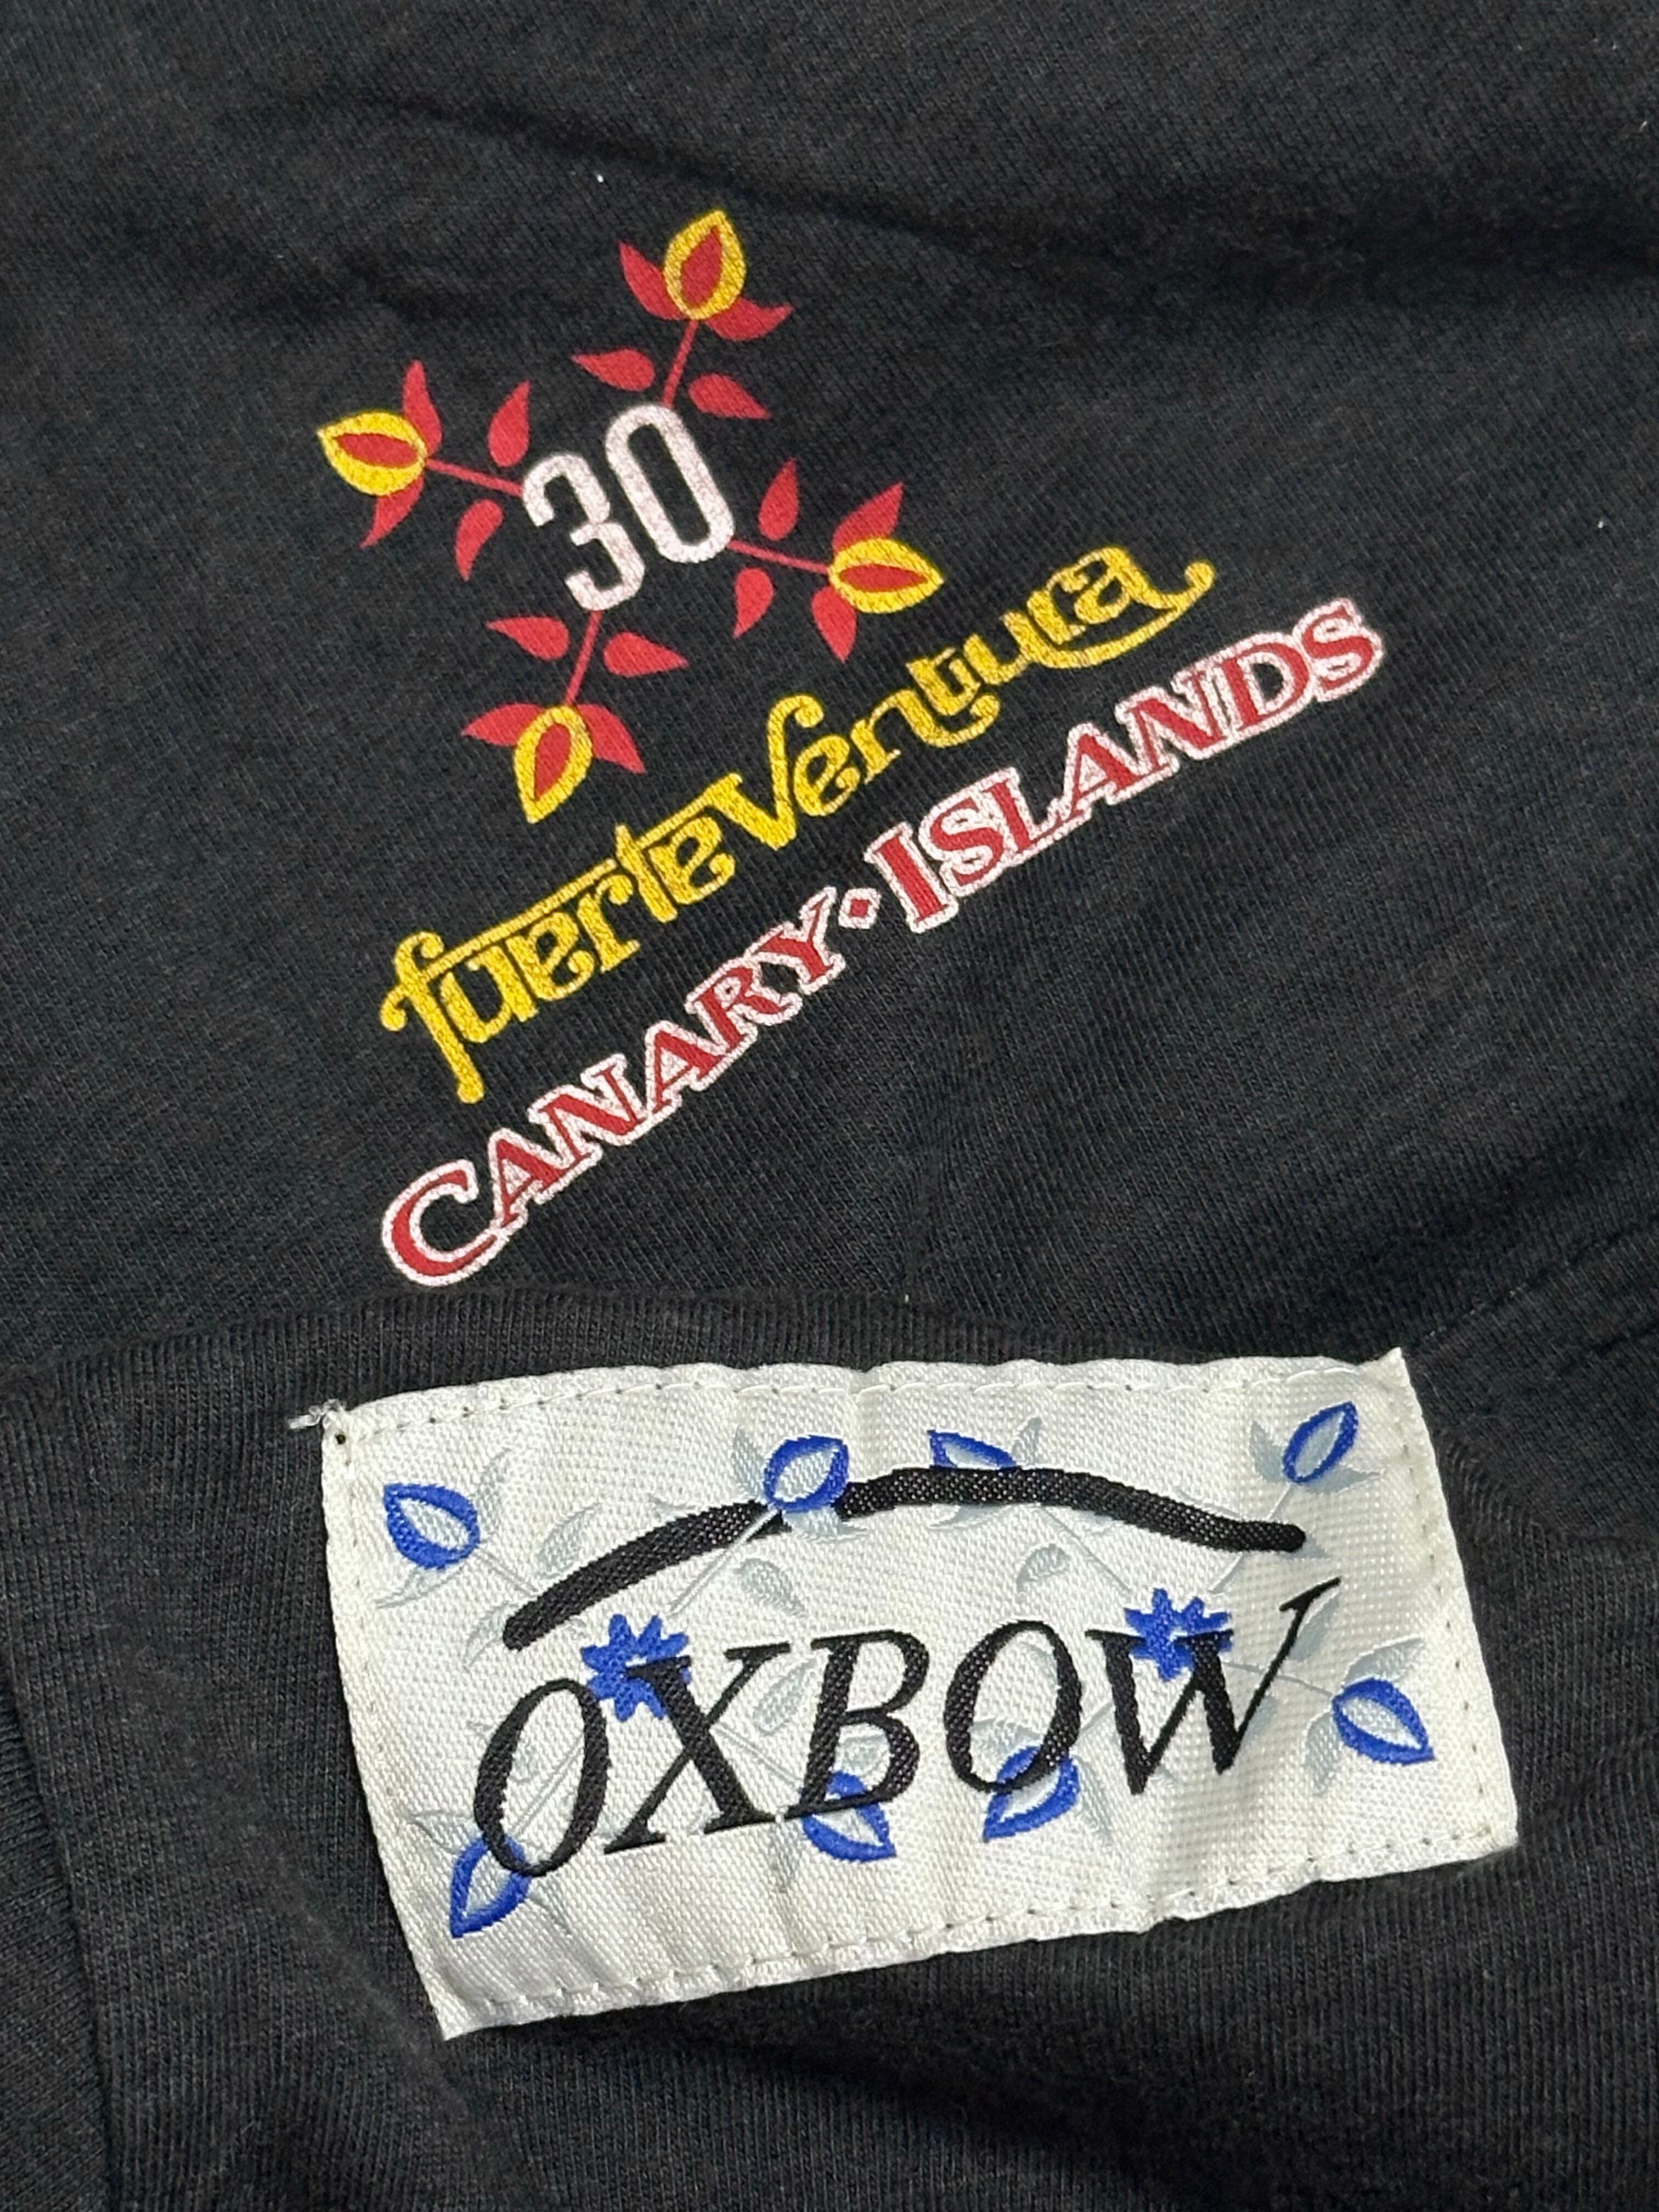 30
fuerteVentura
CANARY·ISLANDS
OXBOW